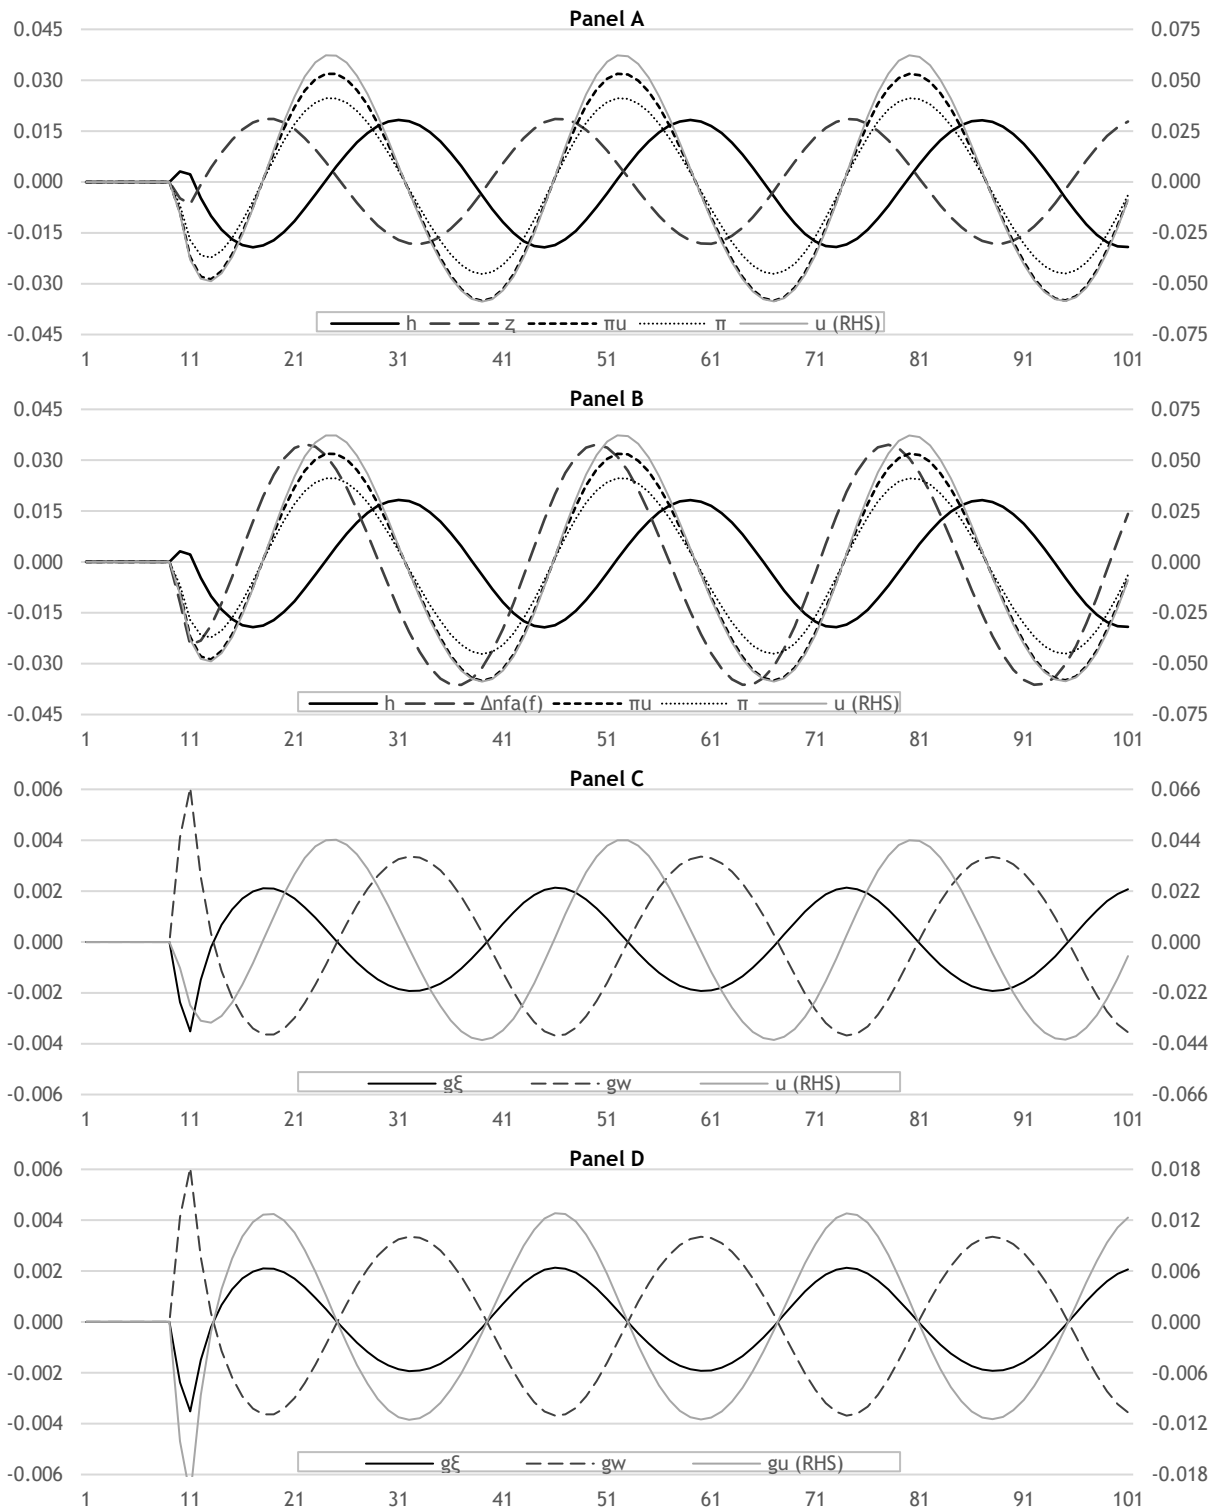 Panel A
0.045 0.075
0.030 0.050
0.015 0.025
0.000 0.000
-0.015 -0.025
-0.030 -0.050
h ζ πu π u (RHS)
-0.045 -0.075
1 11 21 31 41 51 61 71 81 91 101
Panel B
0.045 0.075
0.030 0.050
0.015 0.025
0.000 0.000
-0.015 -0.025
-0.030 -0.050
h Δnfa(f) πu π u (RHS)
-0.045 -0.075
1 11 21 31 41 51 61 71 81 91 101
Panel C
0.006 0.066
0.004 0.044
0.002 0.022
0.000 0.000
-0.002 -0.022
-0.004 -0.044
gξ gw u (RHS)
-0.006 -0.066
1 11 21 31 41 51 61 71 81 91 101
Panel D
0.006 0.018
0.004 0.012
0.002 0.006
0.000 0.000
-0.002 -0.006
-0.004 -0.012
gξ gw gu (RHS)
-0.006 -0.018
1 11 21 31 41 51 61 71 81 91 101